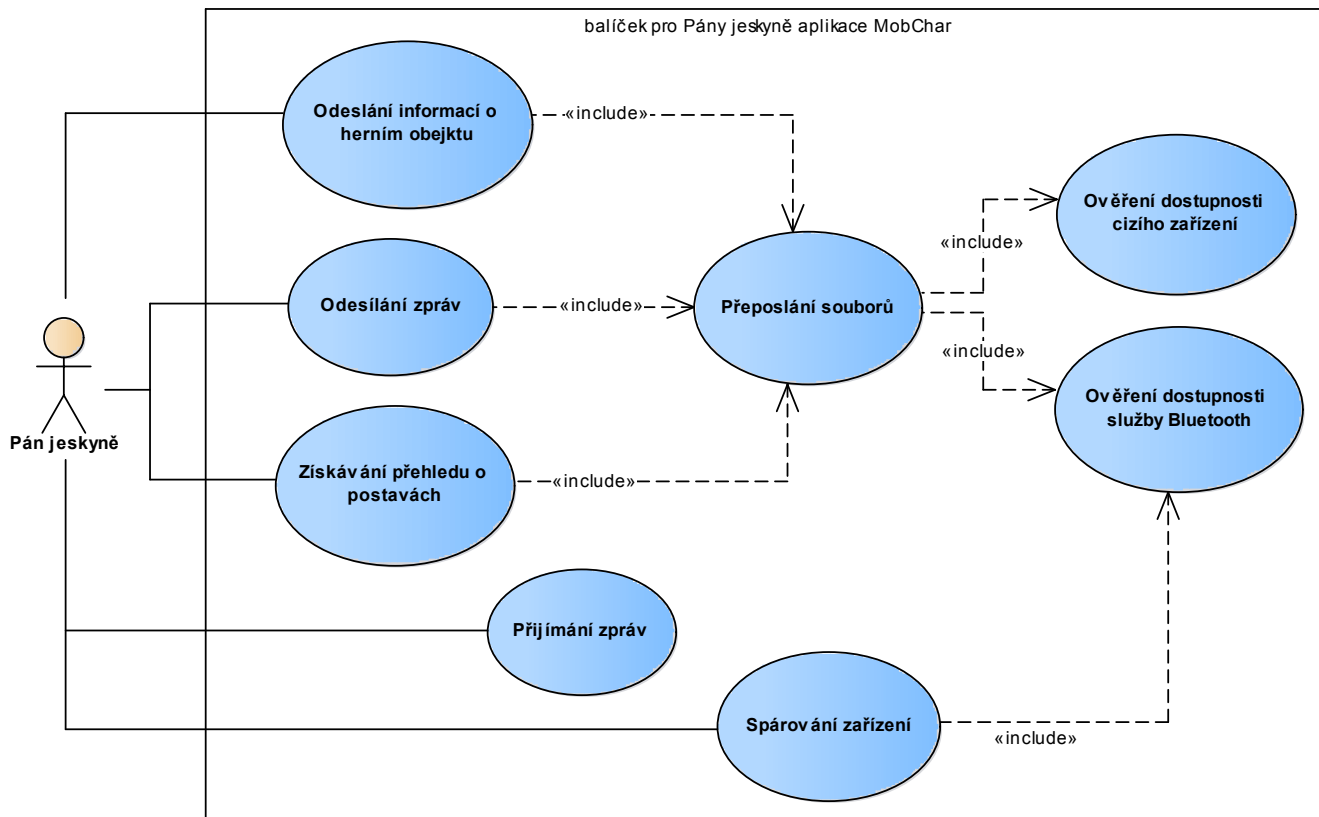 balíček pro Pány jeskyně aplikace MobChar
Odeslání informací o
herním obejktu
«include»
Ověření dostupnosti
cizího zařízení
«include»
Odesílání zpráv
«include»
Přeposlání souborů
«include»
Ověření dostupnosti
služby Bluetooth
Pán jeskyně
Získávání přehledu o
postavách
«include»
Přijímání zpráv
Spárování zařízení
«include»